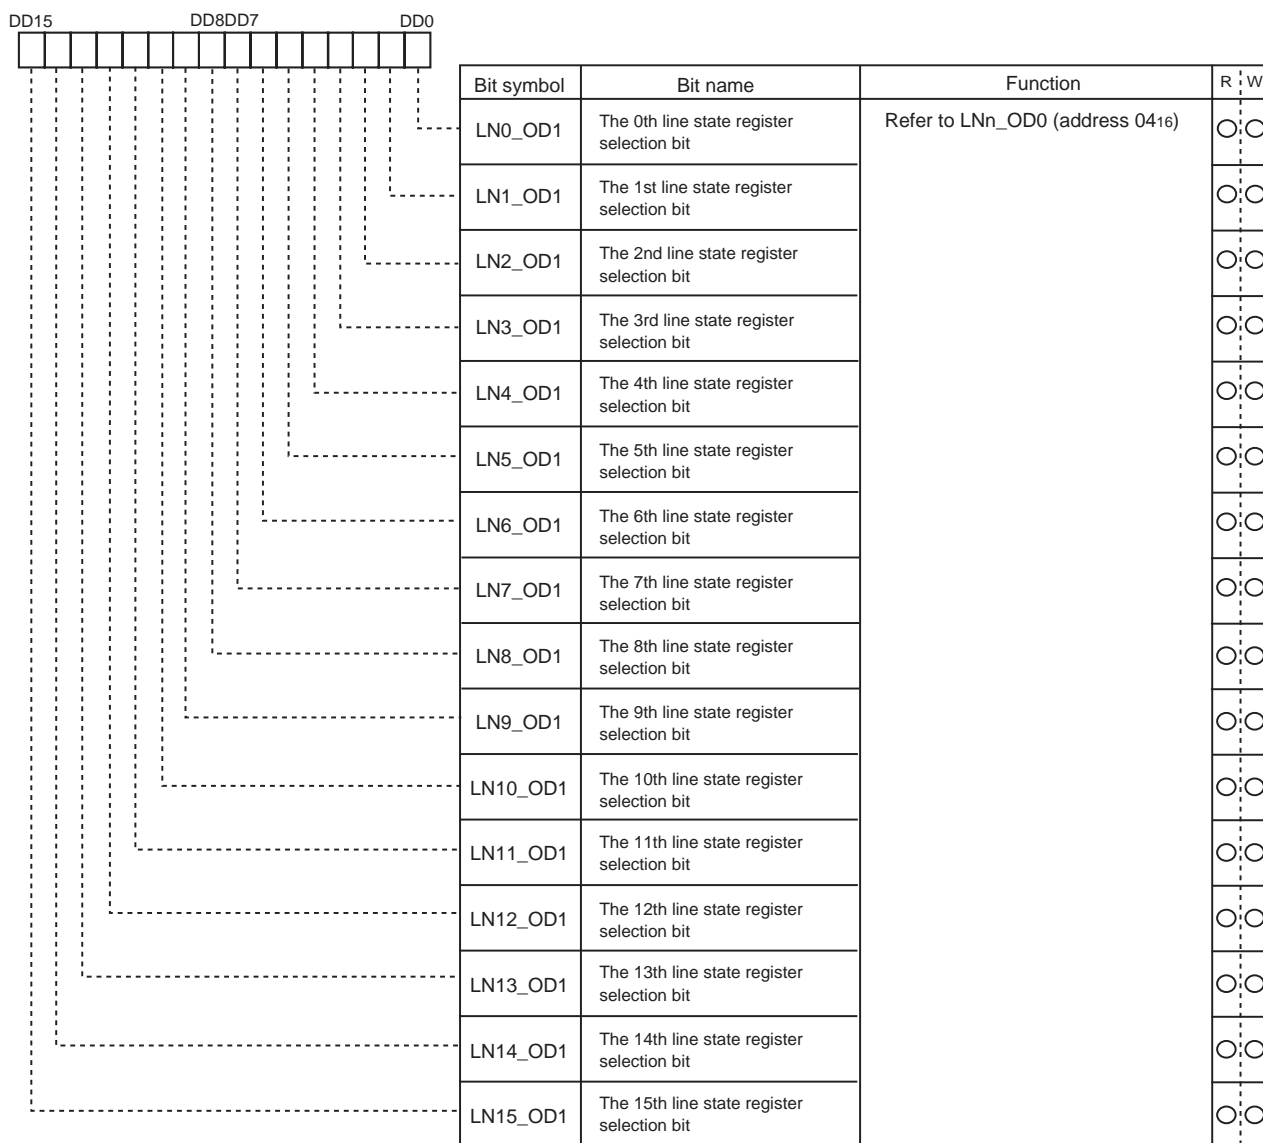 DD15 DD8DD7 DD0
Bit symbol Bit name Function R W
LN0_OD1 The 0th line state register Refer to LNn_OD0 (address 0416)
selection bit
LN1_OD1 The 1st line state register
selection bit
LN2_OD1 The 2nd line state register
selection bit
LN3_OD1 The 3rd line state register
selection bit
LN4_OD1 The 4th line state register
selection bit
LN5_OD1 The 5th line state register
selection bit
LN6_OD1 The 6th line state register
selection bit
LN7_OD1 The 7th line state register
selection bit
LN8_OD1 The 8th line state register
selection bit
LN9_OD1 The 9th line state register
selection bit
LN10_OD1 The 10th line state register
selection bit
LN11_OD1 The 11th line state register
selection bit
LN12_OD1 The 12th line state register
selection bit
LN13_OD1 The 13th line state register
selection bit
LN14_OD1 The 14th line state register
selection bit
LN15_OD1 The 15th line state register
selection bit